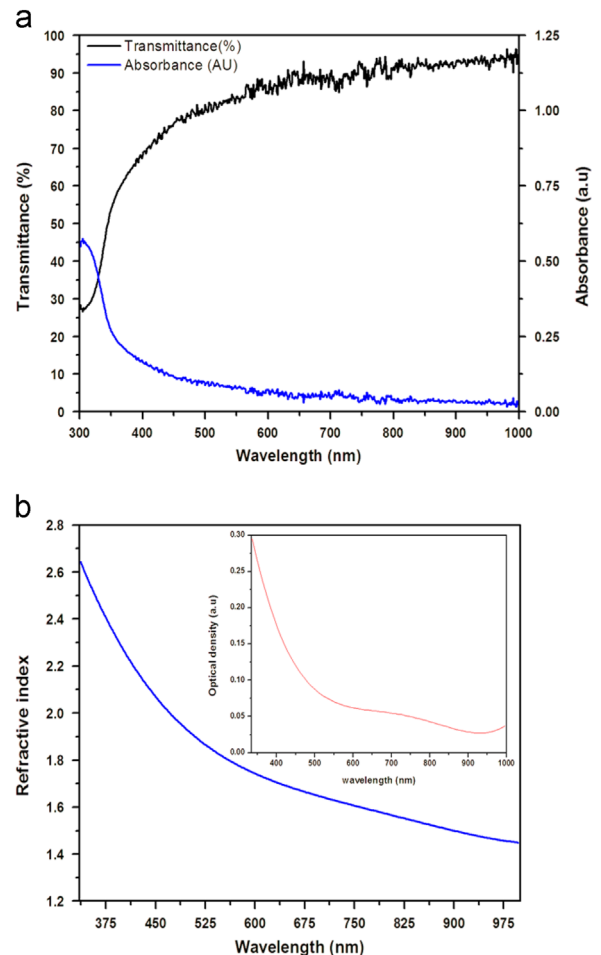 a
Transmittance(%)
Absorbance (AU)
100
90
80
70
60
50
40
30
20
10
0
Transmittance (%)
1.25
1.00
0.75
0.50
0.25
0.00
Absorbance (a.u)
300 400 500 600 700 800 900 1000
Wavelength (nm)
b
2.8
2.6
2.4
2.2
2.0
1.8
1.6
1.4
1.2
Refractive index
0.30
0.25
0.20
0.15
0.10
0.05
0.00
Optical density (a.u)
400 500 600 700 800 900 1000
wavelength (nm)
375 450 525 600 675 750 825 900 975
Wavelength (nm)